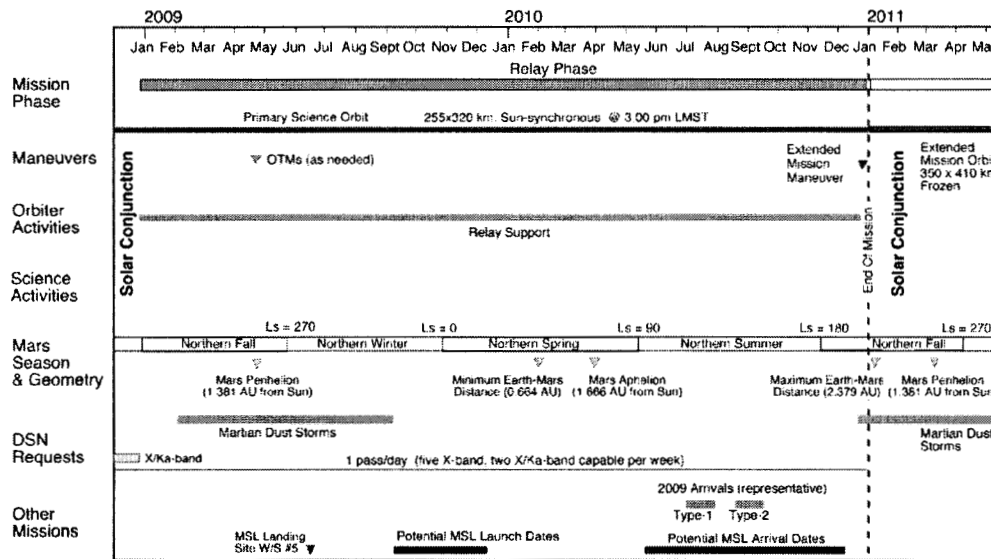 2009 2010 2011
Jan Feb Mar Apr May Jun Jul Aug Sept Oct Nov Dec Jan Feb Mar Apr May Jun Jul Aug Sept Oct Nov Dec Jan Feb Mar Apr Ma
Mission Phase
Relay Phase
Primary Science Orbit 255x320 km, Sun-synchronous @ 3:00 pm LMST
Maneuvers
OTMs (as needed)
Extended
Mission
Maneuver
Extended
Mission Orbi
350 x 410 k
Frozen
Solar Conjunction
End Of Mission
Solar Conjunction
Orbiter
Activities
Relay Support
Science
Activities
Ls = 270 Ls = 0 Ls = 90 Ls = 180 Ls = 270
Mars
Season
& Geometry
Northern Fall Northern Winter Northern Spring Northern Summer Northern Fall
Mars Perihelion
(1.381 AU from Sun)
Minimum Earth-Mars
Distance (0.664 AU)
Mars Aphelion
(1.666 AU from Sun)
Maximum Earth-Mars
Distance (2.379 AU)
Mars Perihelion
(1.381 AU from Sun
Martian Dust Storms
Martian Dust
Storms
DSN
Requests
X/Ka-band
1 pass/day (five X-band, two X/Ka-band capable per week)
Other
Missions
2009 Arrivals (representative)
Type-1 Type-2
MSL Landing
Site W/S #5
Potential MSL Launch Dates
Potential MSL Arrival Dates